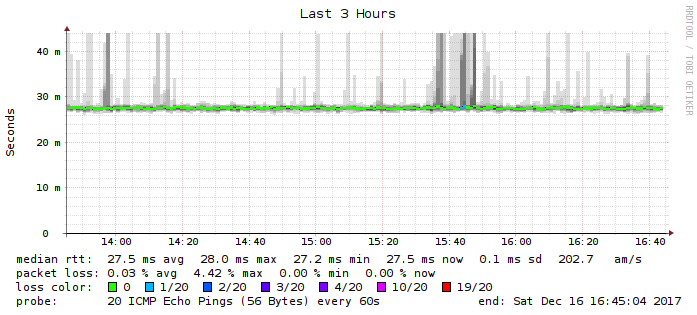 Last 3 Hours
RRDTOOL / TOBI OETIKER
Seconds
40 m
30 m
20 m
10 m
0
14:00 14:20 14:40 15:00 15:20 15:40 16:00 16:20 16:40
median rtt: 27.5 ms avg 28.0 ms max 27.2 ms min 27.5 ms now 0.1 ms sd 202.7 am/s
packet loss: 0.03 % avg 4.42 % max 0.00 % min 0.00 % now
loss color: 0 1/20 2/20 3/20 4/20 10/20 19/20
probe: 20 ICMP Echo Pings (56 Bytes) every 60s end: Sat Dec 16 16:45:04 2017